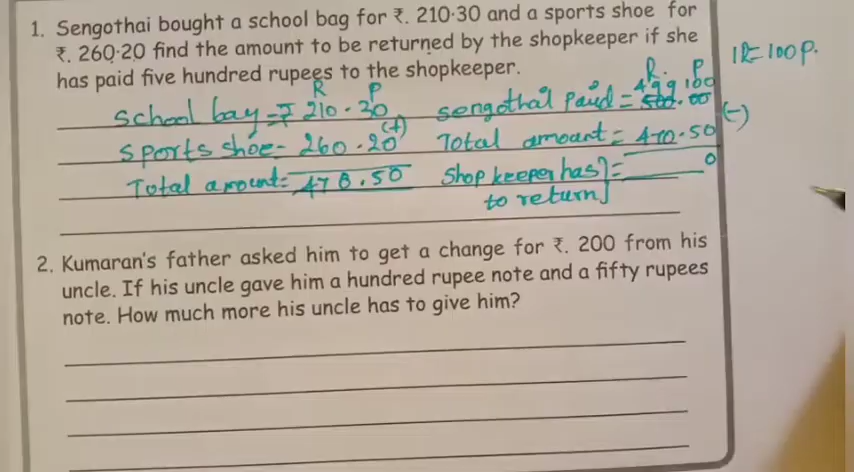 1. Sengothai bought a school bag for ₹. 210·30 and a sports shoe for
₹. 260·20 find the amount to be returned by the shopkeeper if she
has paid five hundred rupees to the shopkeeper.
1R = 100P.
R P
School bag = ₹ 210·30
Sports shoe = 260·20 (+)
Total amount = 470.50
R. P
499 100
Sengothai paid = 500.00
Total amount = 470.50 (-)
Shop keeper has = 0
to return
2. Kumaran's father asked him to get a change for ₹. 200 from his
uncle. If his uncle gave him a hundred rupee note and a fifty rupees
note. How much more his uncle has to give him?